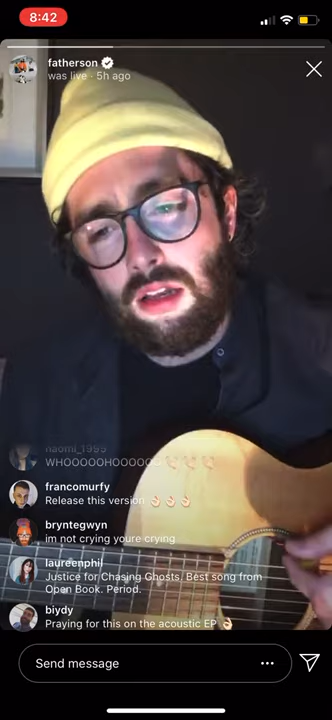 8:42
fatherson
was live · 5h ago
naomi_1995
WHOOOOOHOOOOOO 👌🏻👌🏻👌🏻
francomurfy
Release this version 👌🏻👌🏻👌🏻
bryntegwyn
im not crying youre crying
laureenphil
Justice for Chasing Ghosts! Best song from
Open Book. Period.
biydy
Praying for this on the acoustic EP 👌🏻
Send message